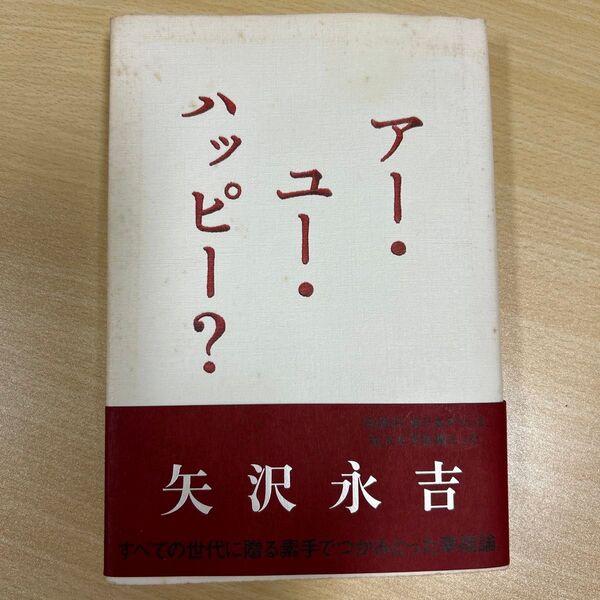 アー・
ユー・
ハッピー?
矢沢永吉
すべての世代に贈る素手でつかみとった幸福論